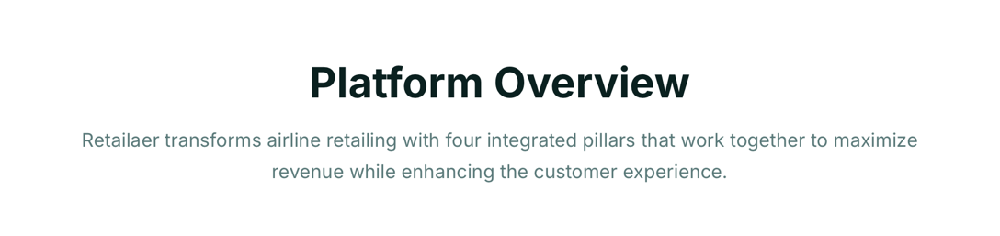 Platform Overview
Retailaer transforms airline retailing with four integrated pillars that work together to maximize
revenue while enhancing the customer experience.